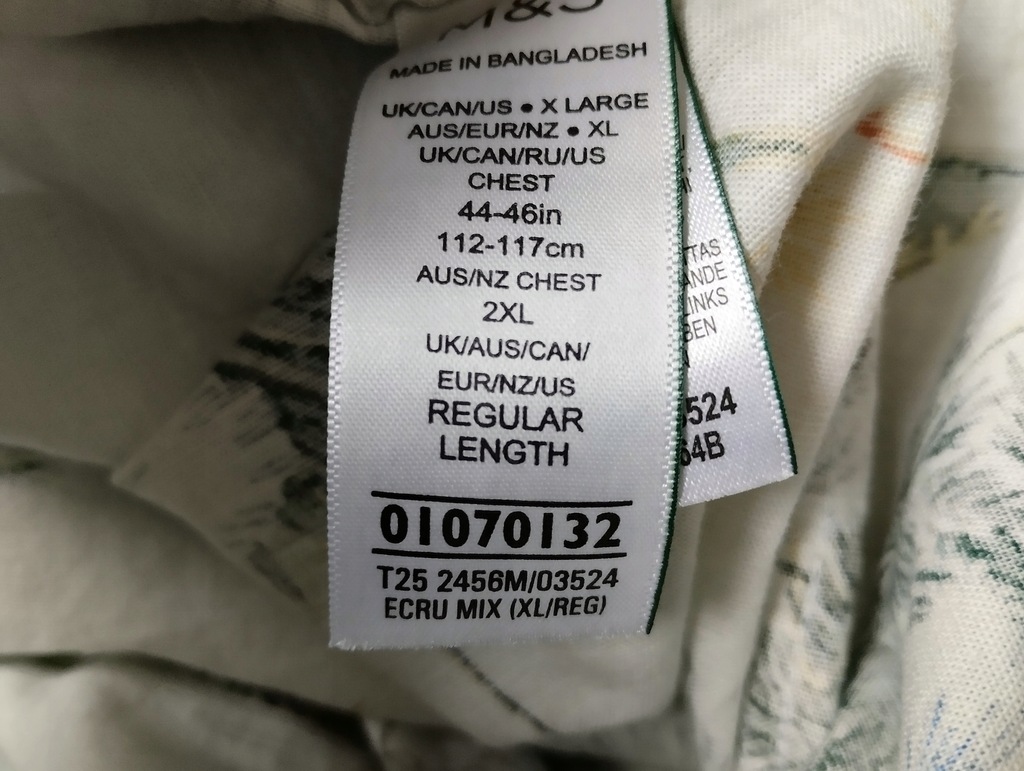 M&S
MADE IN BANGLADESH
UK/CAN/US • X LARGE
AUS/EUR/NZ • XL
UK/CAN/RU/US
CHEST
44-46in
112-117cm
AUS/NZ CHEST
2XL
UK/AUS/CAN/
EUR/NZ/US
REGULAR
LENGTH
01070132
T25 2456M/03524
ECRU MIX (XL/REG)